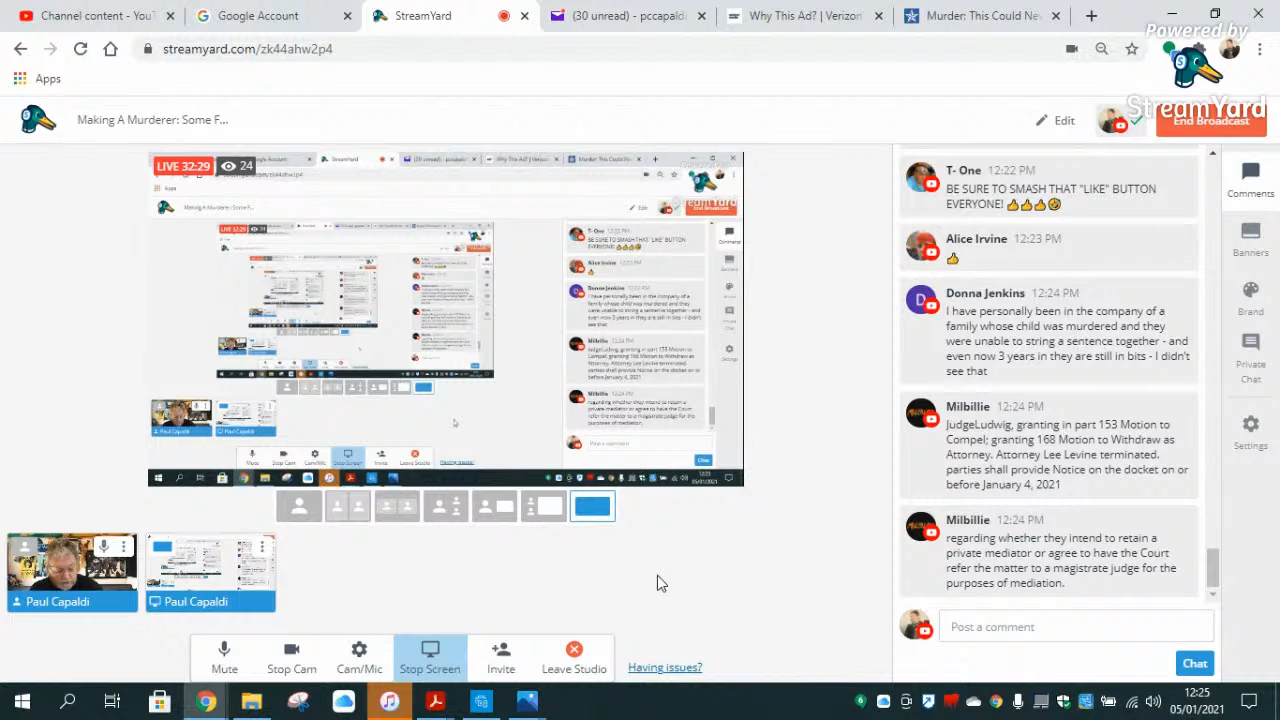 Channel content - YouTu
Google Account
StreamYard
(30 unread) - pccapald
Why This Ad? | Verizon
Murder: This Could Ne
streamyard.com/zk44ahw2p4
Powered by
StreamYard
Apps
Making A Murderer: Some F...
Edit
End Broadcast
LIVE 32:29 24
T- One 12:22 PM
BE SURE TO SMASH THAT "LIKE" BUTTON
EVERYONE!
Alice Irvine 12:23 PM
Donna Jenkins 12:24 PM
I have personally been in the company of a
family whose child was murdered and they
were unable to string a sentence together - and
even now 3 years in they are still in bits - I didn't
see that
Milbillie 12:24 PM
JudgeLudwig, granting in part 153 Motion to
Compel; granting 168 Motion to Withdraw as
Attorney. Attorney Lee Levine terminated.
parties shall provide Notice on the docket on or
before January 4, 2021
Milbillie 12:24 PM
regarding whether they intend to retain a
private mediator or agree to have the Court
refer the matter to a magistrate judge for the
purposes of mediation.
Post a comment
Chat
Comments
Banners
Brand
Private
Chat
Settings
Paul Capaldi
Paul Capaldi
Mute
Stop Cam
Cam/Mic
Stop Screen
Invite
Leave Studio
Having issues?
12:25
05/01/2021